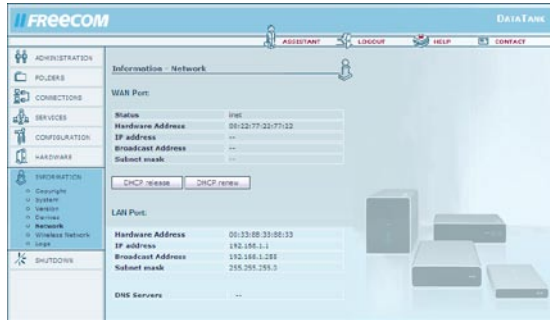 FREECOM
DATATANK
ASSISTANT LOGOUT HELP CONTACT
ADMINISTRATION
FOLDERS
CONNECTIONS
SERVICES
CONFIGURATION
HARDWARE
INFORMATION
Copyright
System
Version
Devices
Network
Wireless Network
Logs
SHUTDOWN
Information - Network
WAN Port:
Status
Hardware Address 00:22:77:22:77:22
IP address --
Broadcast Address --
Subnet mask --
DHCP release DHCP renew
LAN Port:
Hardware Address 00:33:88:33:88:33
IP address 192.168.1.1
Broadcast Address 192.168.1.255
Subnet mask 255.255.255.0
DNS Servers --